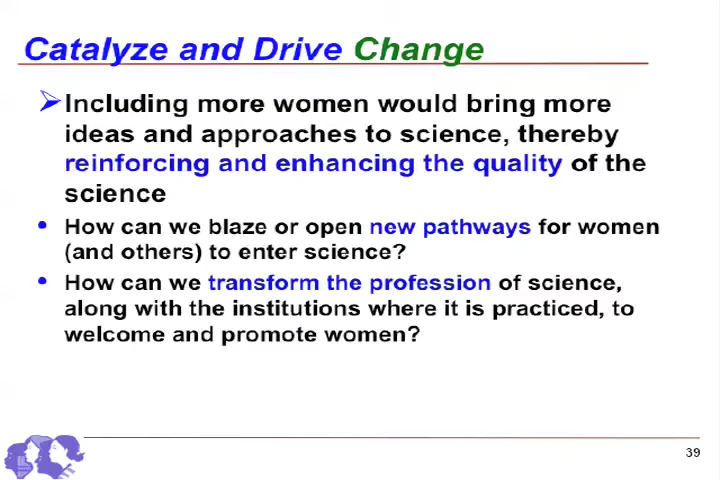 Catalyze and Drive Change
➢Including more women would bring more
ideas and approaches to science, thereby
reinforcing and enhancing the quality of the
science
• How can we blaze or open new pathways for women
(and others) to enter science?
• How can we transform the profession of science,
along with the institutions where it is practiced, to
welcome and promote women?
39